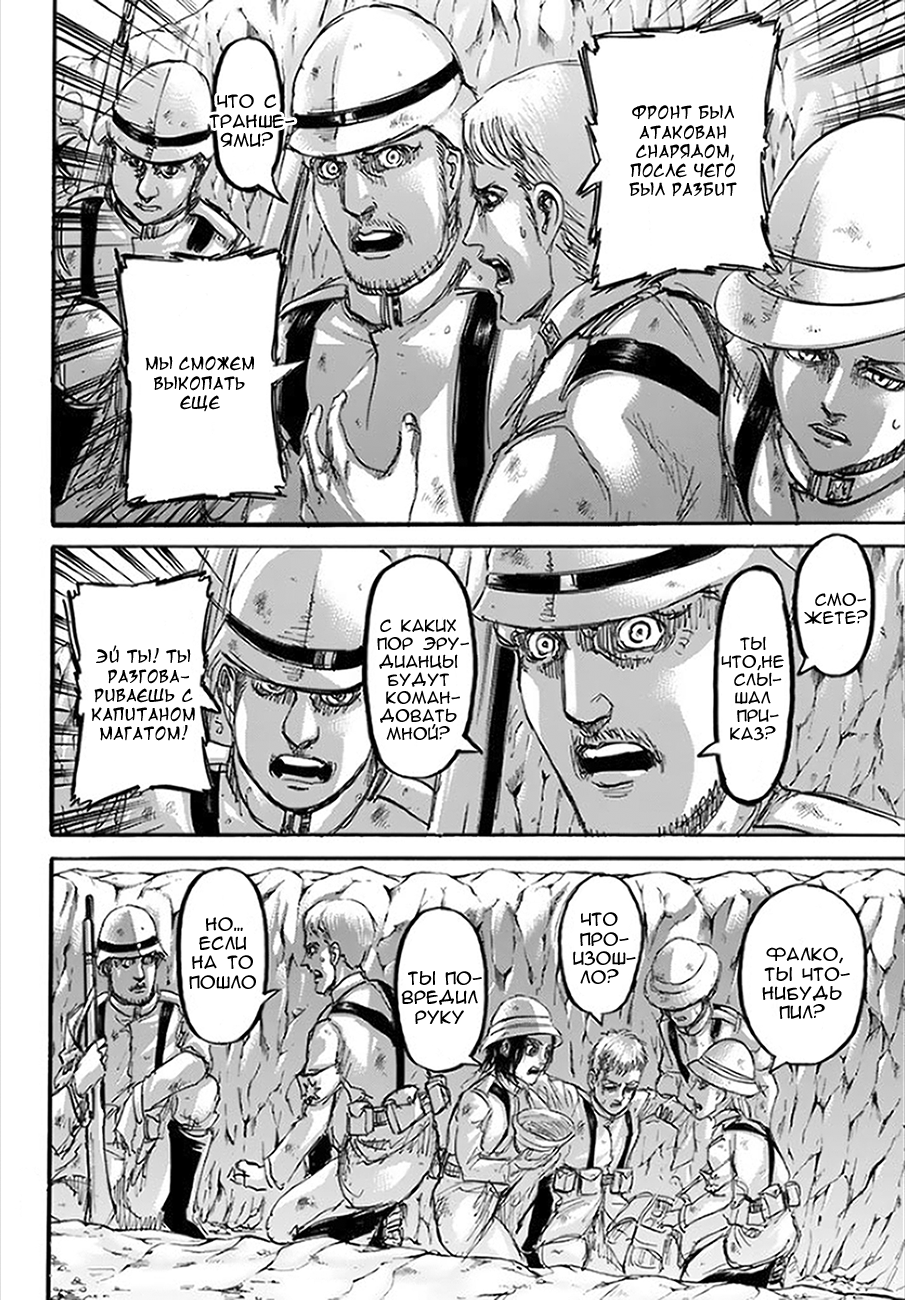 ФРОНТ БЫЛ
АТАКОВАН
СНАРЯДОМ,
ПОСЛЕ ЧЕГО
БЫЛ РАЗБИТ
ЧТО С
ТРАНШЕ-
ЯМИ?
МЫ СМОЖЕМ
ВЫКОПАТЬ
ЕЩЕ
СМО-
ЖЕТЕ?
ТЫ
ЧТО,НЕ
СЛЫ-
ШАЛ
ПРИ-
КАЗ?
С КАКИХ
ПОР ЭРУ-
ДИАНЦЫ
БУДУТ
КОМАН-
ДОВАТЬ
МНОЙ?
ЭЙ ТЫ! ТЫ
РАЗГОВА-
РИВАЕШЬ С
КАПИТАНОМ
МАГАТОМ!
ФАЛКО,
ТЫ ЧТО-
НИБУДЬ
ПИЛ?
ЧТО
ПРО-
ИЗОШ-
ЛО?
ТЫ ПО-
ВРЕДИЛ
РУКУ
НО...
ЕСЛИ
НА ТО
ПОШЛО